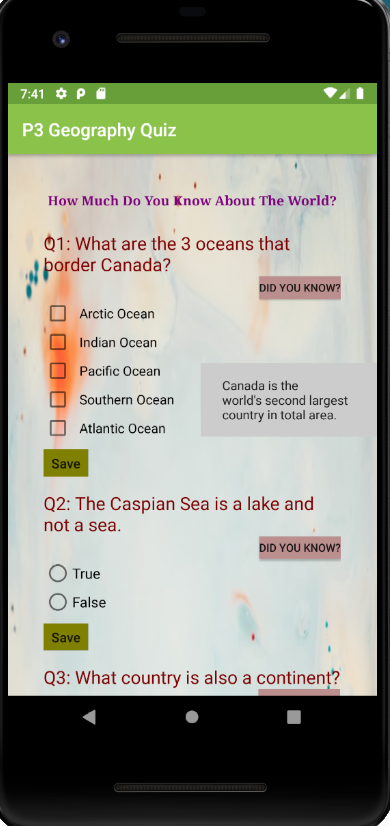 7:41
P3 Geography Quiz
How Much Do You Know About The World?
Q1: What are the 3 oceans that
border Canada?
DID YOU KNOW?
Arctic Ocean
Indian Ocean
Pacific Ocean
Southern Ocean
Atlantic Ocean
Canada is the
world's second largest
country in total area.
Save
Q2: The Caspian Sea is a lake and
not a sea.
DID YOU KNOW?
True
False
Save
Q3: What country is also a continent?